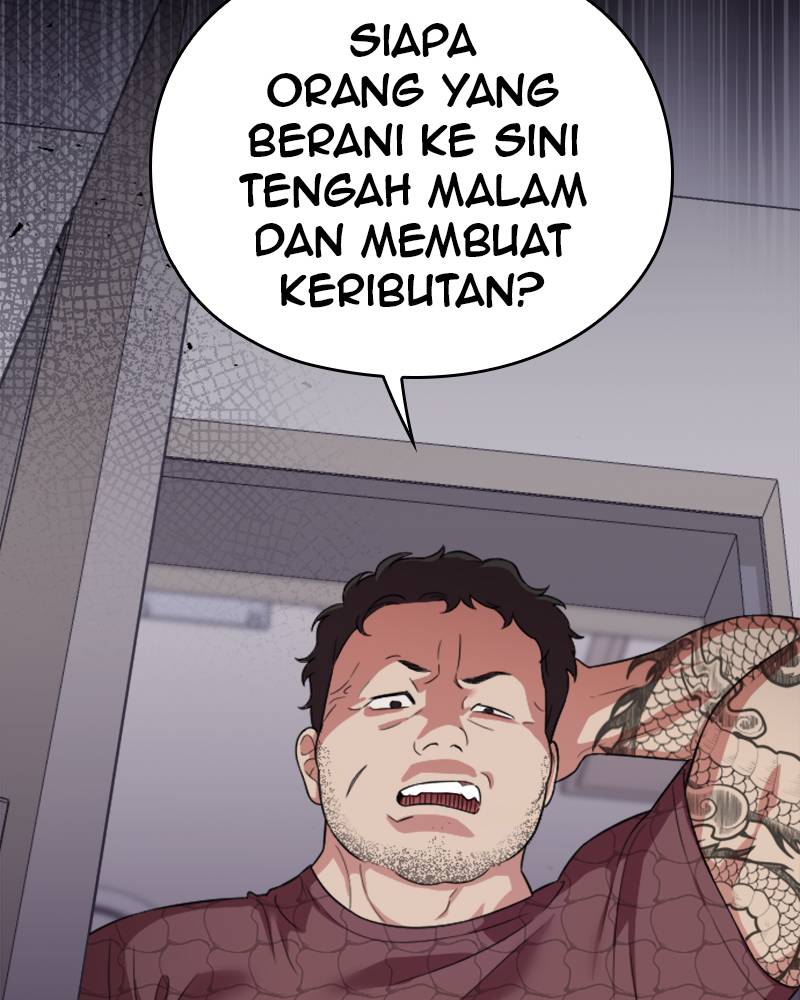 SIAPA
ORANG YANG
BERANI KE SINI
TENGAH MALAM
DAN MEMBUAT
KERIBUTAN?